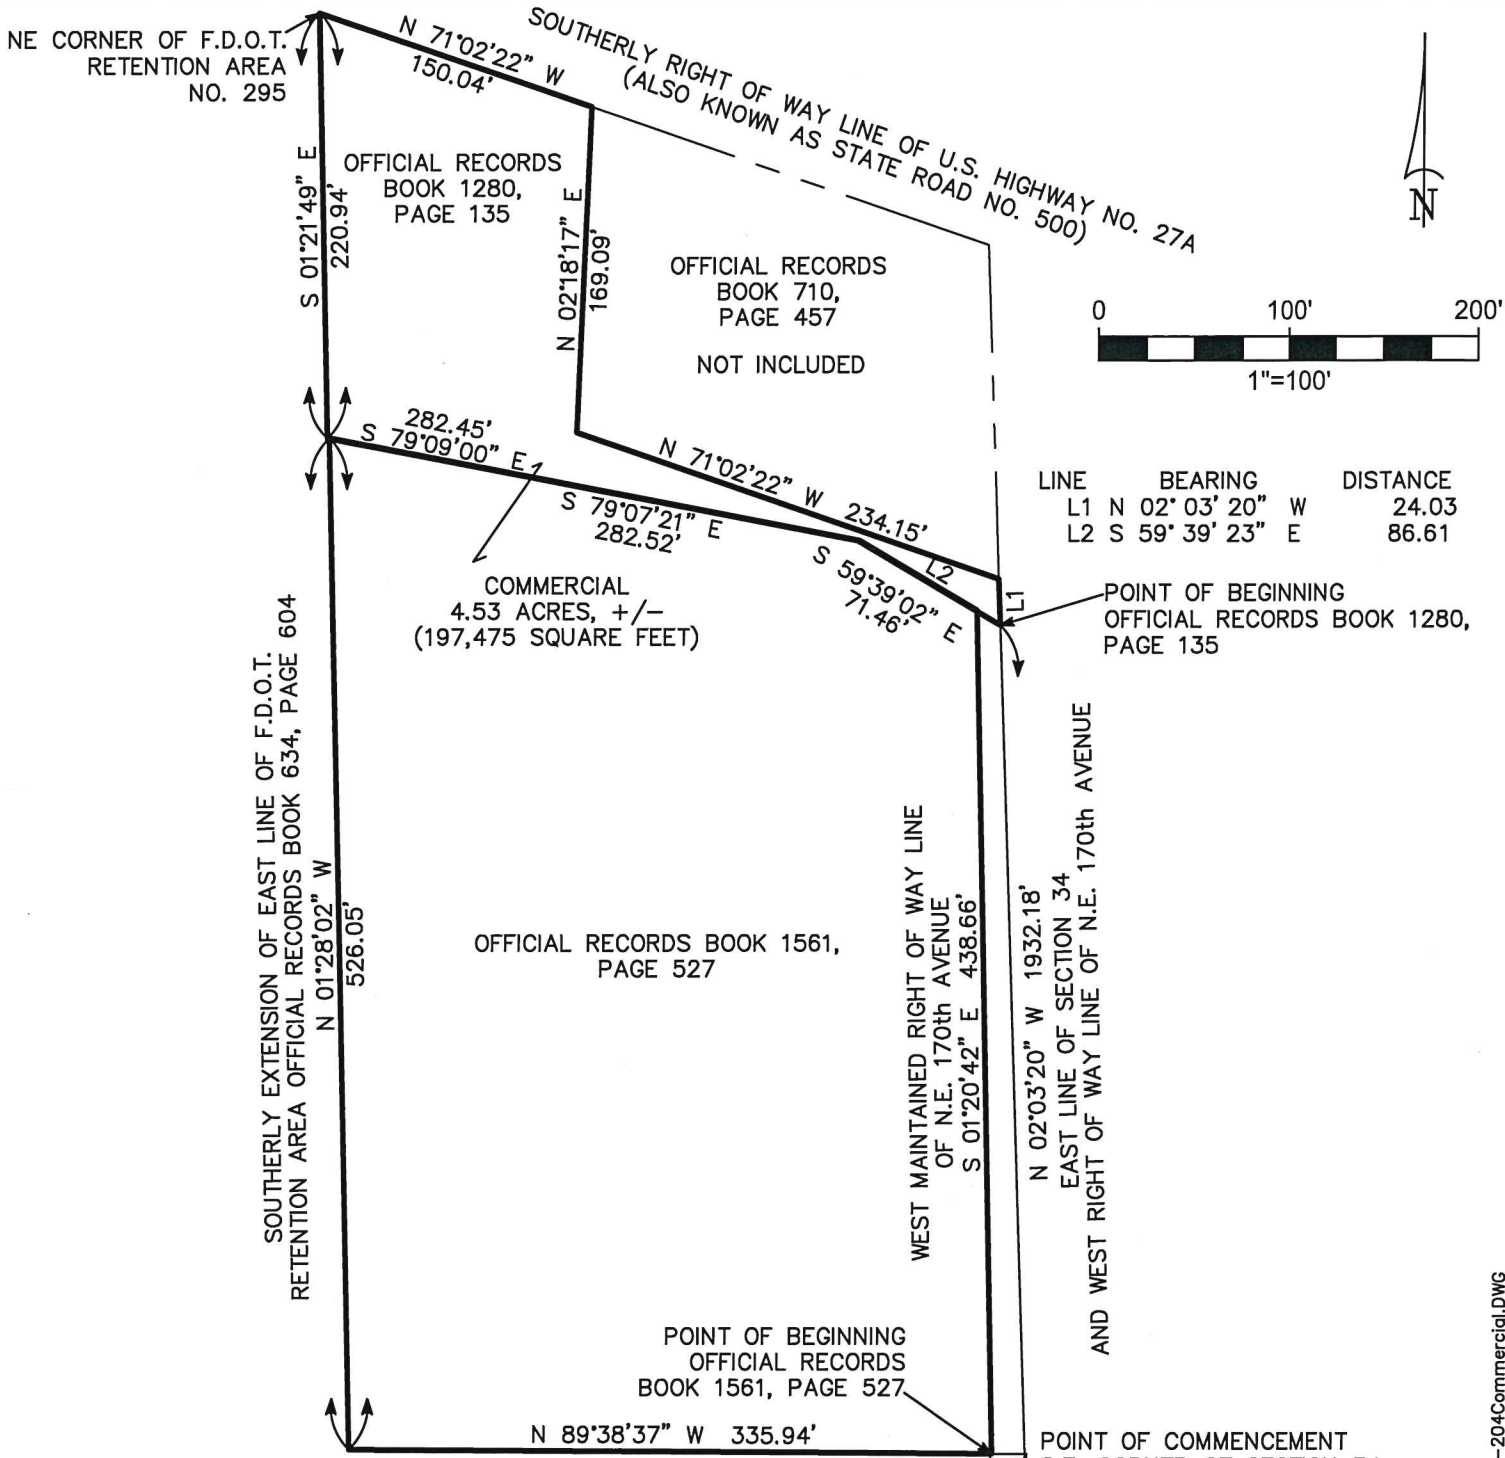 NE CORNER OF F.D.O.T.
RETENTION AREA
NO. 295
N 71°02'22" W
150.04'
SOUTHERLY RIGHT OF WAY LINE OF U.S. HIGHWAY NO. 27A
(ALSO KNOWN AS STATE ROAD NO. 500)
N
S 01°21'49" E
220.94'
OFFICIAL RECORDS
BOOK 1280,
PAGE 135
N 02°18'17" E
169.09'
OFFICIAL RECORDS
BOOK 710,
PAGE 457
NOT INCLUDED
0 100' 200'
1"=100'
282.45'
S 79°09'00" E
S 79°07'21" E
282.52'
N 71°02'22" W 234.15'
LINE BEARING DISTANCE
L1 N 02° 03' 20" W 24.03
L2 S 59° 39' 23" E 86.61
L2
L1
S 59°39'02" E
71.46'
COMMERCIAL
4.53 ACRES, +/-
(197,475 SQUARE FEET)
POINT OF BEGINNING
OFFICIAL RECORDS BOOK 1280,
PAGE 135
SOUTHERLY EXTENSION OF EAST LINE OF F.D.O.T.
RETENTION AREA OFFICIAL RECORDS BOOK 634, PAGE 604
N 01°28'02" W
526.05'
OFFICIAL RECORDS BOOK 1561,
PAGE 527
WEST MAINTAINED RIGHT OF WAY LINE
OF N.E. 170th AVENUE
S 01°20'42" E 438.66'
N 02°03'20" W 1932.18'
EAST LINE OF SECTION 34
AND WEST RIGHT OF WAY LINE OF N.E. 170th AVENUE
POINT OF BEGINNING
OFFICIAL RECORDS
BOOK 1561, PAGE 527
N 89°38'37" W 335.94'
POINT OF COMMENCEMENT
-204Commercial.DWG